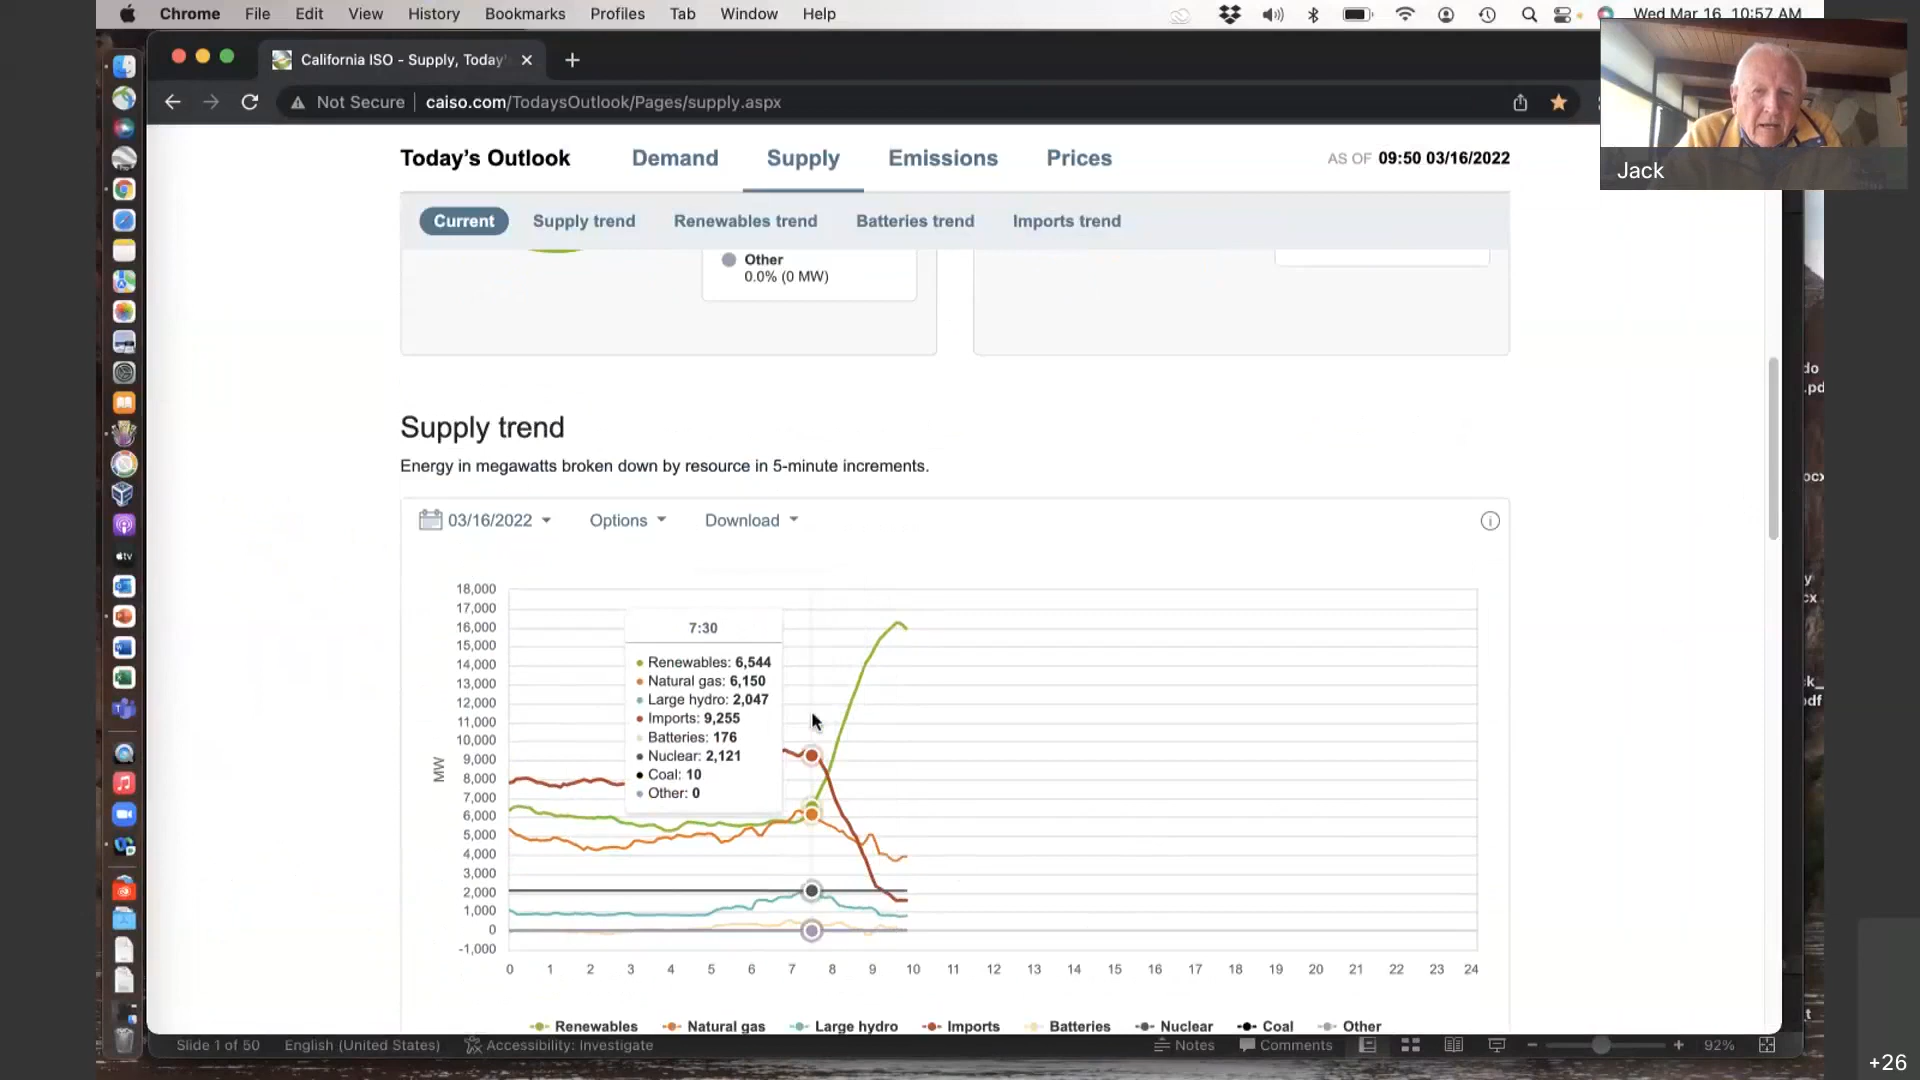 Chrome File Edit View History Bookmarks Profiles Tab Window Help Wed Mar 16 10:57 AM
California ISO - Supply, Today'
Not Secure caiso.com/TodaysOutlook/Pages/supply.aspx
Jack
Today's Outlook Demand Supply Emissions Prices AS OF 09:50 03/16/2022
Current Supply trend Renewables trend Batteries trend Imports trend
Other
0.0% (0 MW)
Supply trend
Energy in megawatts broken down by resource in 5-minute increments.
03/16/2022 Options Download
18,000
17,000
16,000
15,000
14,000
13,000
12,000
11,000
10,000
9,000
8,000
7,000
6,000
5,000
4,000
3,000
2,000
1,000
0
-1,000
MW
7:30
Renewables: 6,544
Natural gas: 6,150
Large hydro: 2,047
Imports: 9,255
Batteries: 176
Nuclear: 2,121
Coal: 10
Other: 0
0 1 2 3 4 5 6 7 8 9 10 11 12 13 14 15 16 17 18 19 20 21 22 23 24
Renewables Natural gas Large hydro Imports Batteries Nuclear Coal Other
Slide 1 of 50 English (United States) Accessibility: Investigate Notes Comments 92%
tv
+26